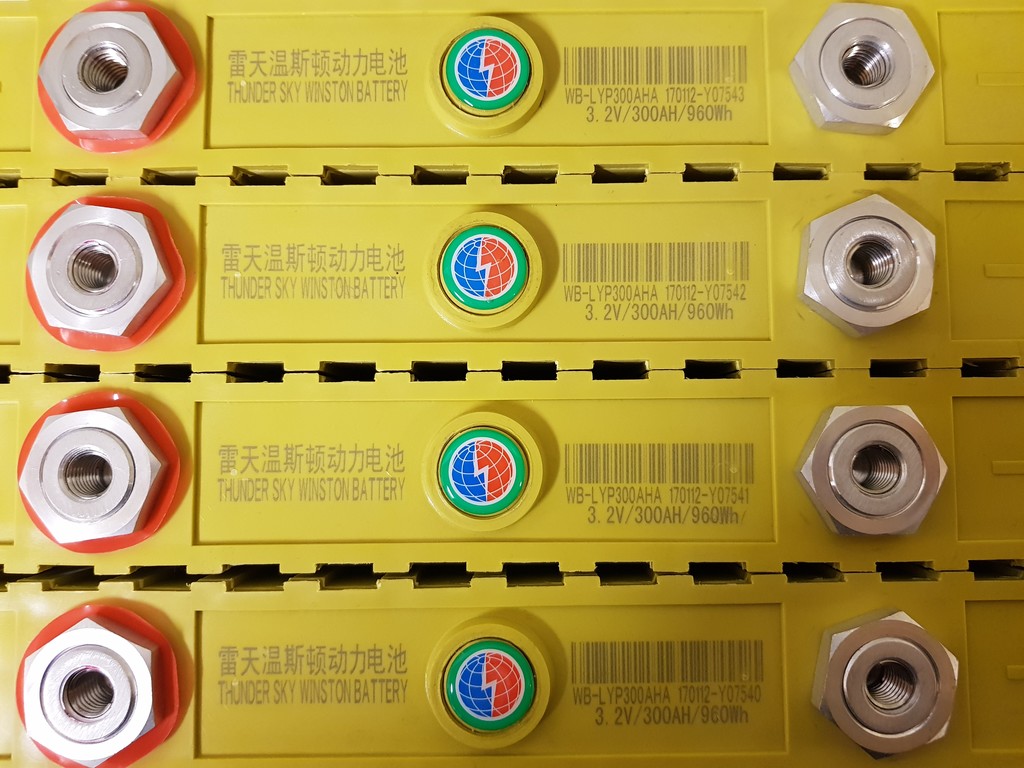 雷天温斯顿动力电池
THUNDER SKY WINSTON BATTERY
WB-LYP300AHA 170112-Y07543
3.2V/300AH/960Wh
雷天温斯顿动力电池
THUNDER SKY WINSTON BATTERY
WB-LYP300AHA 170112-Y07542
3.2V/300AH/960Wh
雷天温斯顿动力电池
THUNDER SKY WINSTON BATTERY
WB-LYP300AHA 170112-Y07541
3.2V/300AH/960Wh
雷天温斯顿动力电池
THUNDER SKY WINSTON BATTERY
WB-LYP300AHA 170112-Y07540
3.2V/300AH/960Wh